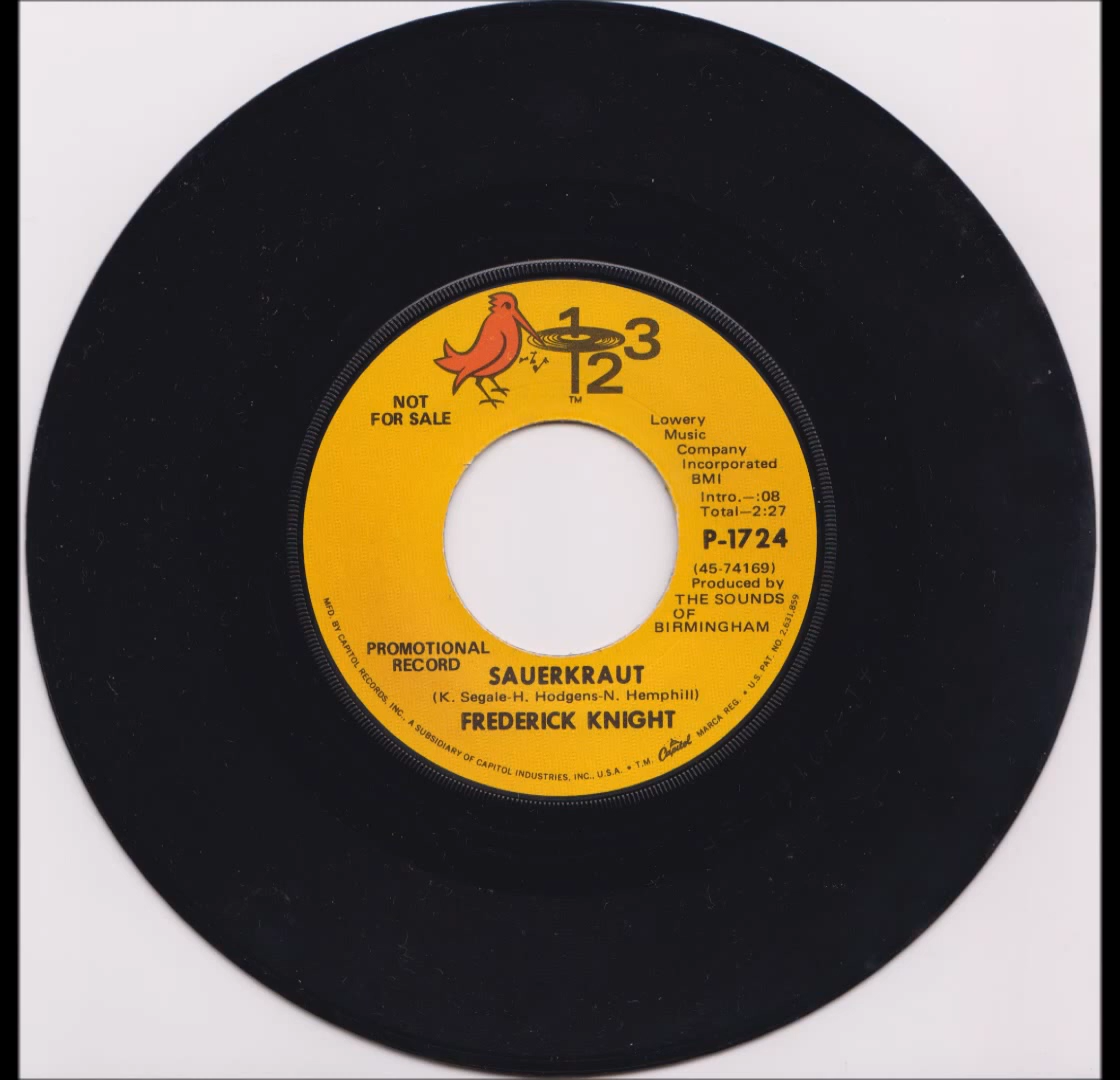 1 2 3
TM
NOT
FOR SALE
Lowery
Music
Company
Incorporated
BMI
Intro.—:08
Total—2:27
P-1724
(45-74169)
Produced by
THE SOUNDS
OF
BIRMINGHAM
PROMOTIONAL
RECORD
SAUERKRAUT
(K. Segale-H. Hodgens-N. Hemphill)
FREDERICK KNIGHT
MFD. BY CAPITOL RECORDS, INC., A SUBSIDIARY OF CAPITOL INDUSTRIES, INC., U.S.A. • T.M. Capitol MARCA REG. • U.S. PAT. NO. 2,631,859